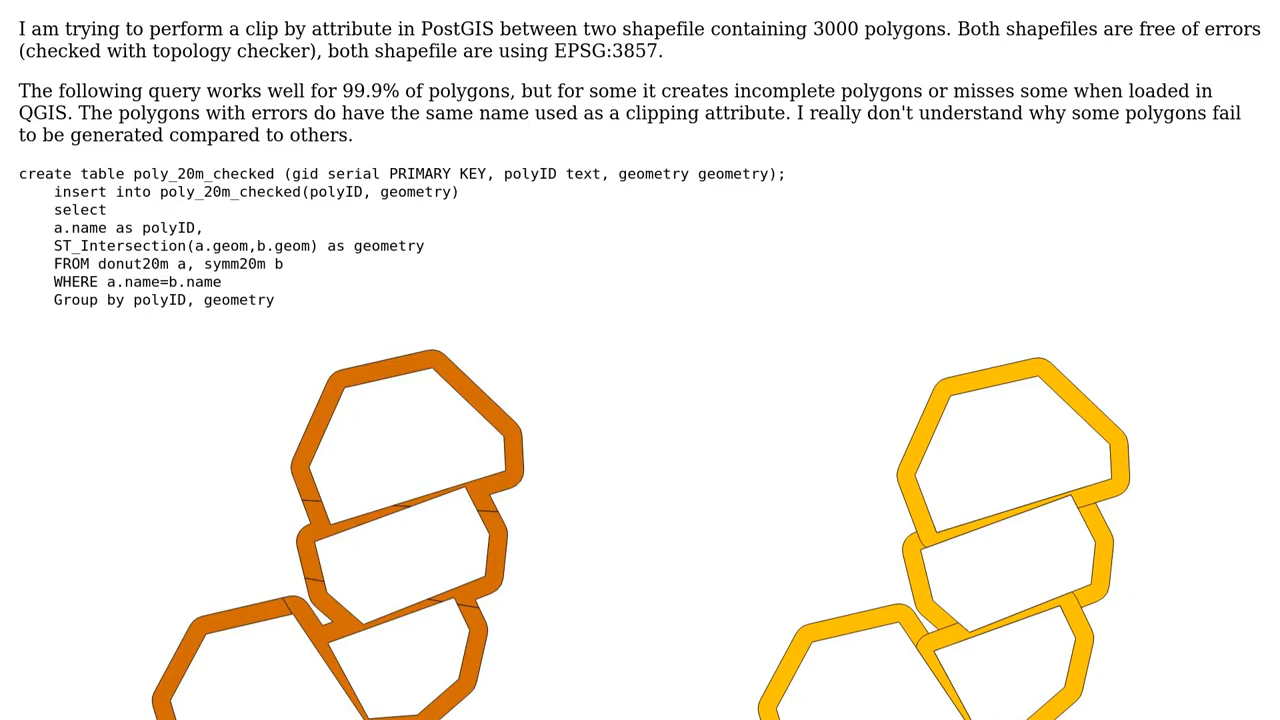 I am trying to perform a clip by attribute in PostGIS between two shapefile containing 3000 polygons. Both shapefiles are free of errors
(checked with topology checker), both shapefile are using EPSG:3857.
The following query works well for 99.9% of polygons, but for some it creates incomplete polygons or misses some when loaded in
QGIS. The polygons with errors do have the same name used as a clipping attribute. I really don't understand why some polygons fail
to be generated compared to others.
create table poly_20m_checked (gid serial PRIMARY KEY, polyID text, geometry geometry);
insert into poly_20m_checked(polyID, geometry)
select
a.name as polyID,
ST_Intersection(a.geom,b.geom) as geometry
FROM donut20m a, symm20m b
WHERE a.name=b.name
Group by polyID, geometry